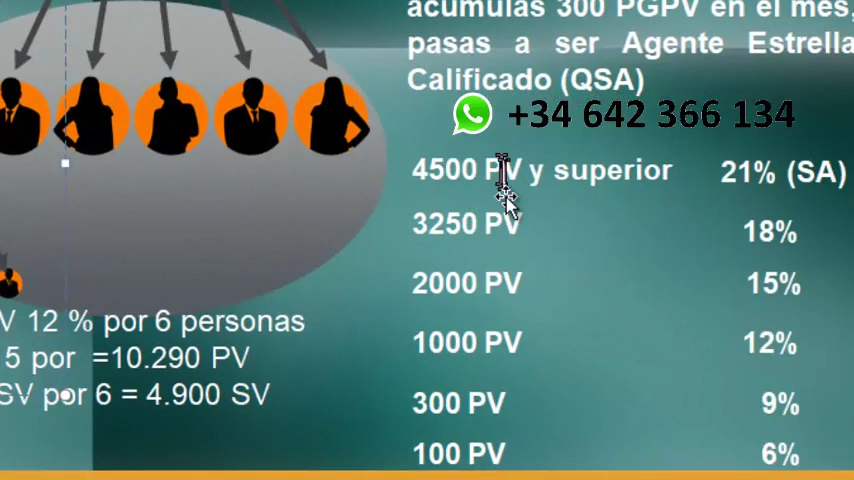 acumulas 300 PGPV en el mes,
pasas a ser Agente Estrella
Calificado (QSA)
+34 642 366 134
4500 PV y superior 21% (SA)
3250 PV 18%
2000 PV 15%
1000 PV 12%
300 PV 9%
100 PV 6%
V 12 % por 6 personas
5 por =10.290 PV
SV por 6 = 4.900 SV